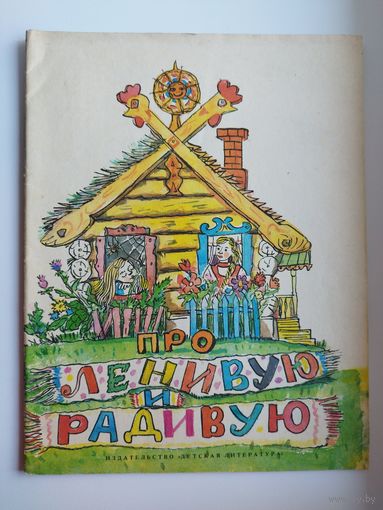 ПРО
ЛЕНИВУЮ
И
РАДИВУЮ
ИЗДАТЕЛЬСТВО «ДЕТСКАЯ ЛИТЕРАТУРА»